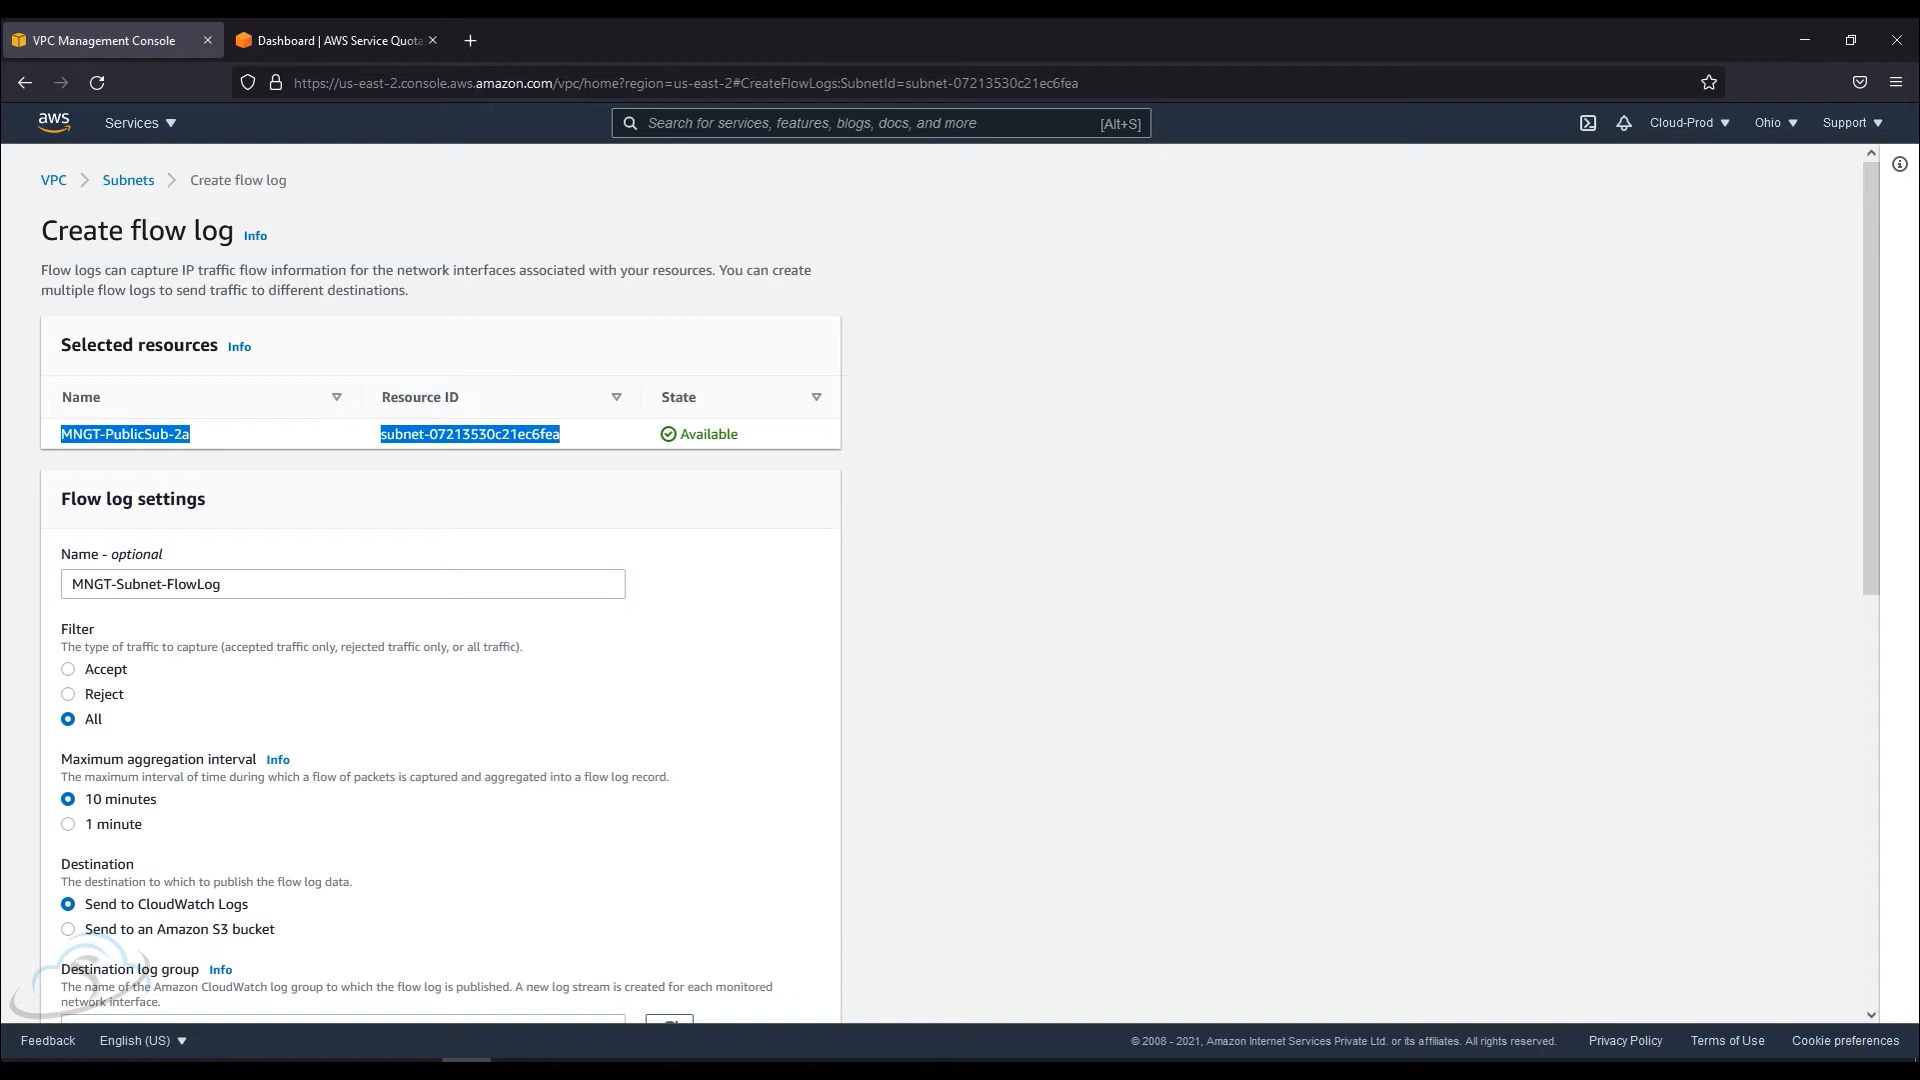 VPC Management Console
Dashboard | AWS Service Quota
https://us-east-2.console.aws.amazon.com/vpc/home?region=us-east-2#CreateFlowLogs:SubnetId=subnet-07213530c21ec6fea
aws Services Search for services, features, blogs, docs, and more [Alt+S] Cloud-Prod Ohio Support
VPC Subnets Create flow log
Create flow log Info
Flow logs can capture IP traffic flow information for the network interfaces associated with your resources. You can create
multiple flow logs to send traffic to different destinations.
Selected resources Info
Name Resource ID State
MNGT-PublicSub-2a subnet-07213530c21ec6fea Available
Flow log settings
Name - optional
MNGT-Subnet-FlowLog
Filter
The type of traffic to capture (accepted traffic only, rejected traffic only, or all traffic).
Accept
Reject
All
Maximum aggregation interval Info
The maximum interval of time during which a flow of packets is captured and aggregated into a flow log record.
10 minutes
1 minute
Destination
The destination to which to publish the flow log data.
Send to CloudWatch Logs
Send to an Amazon S3 bucket
Destination log group Info
The name of the Amazon CloudWatch log group to which the flow log is published. A new log stream is created for each monitored
network interface.
Feedback English (US) © 2008 - 2021, Amazon Internet Services Private Ltd. or its affiliates. All rights reserved. Privacy Policy Terms of Use Cookie preferences